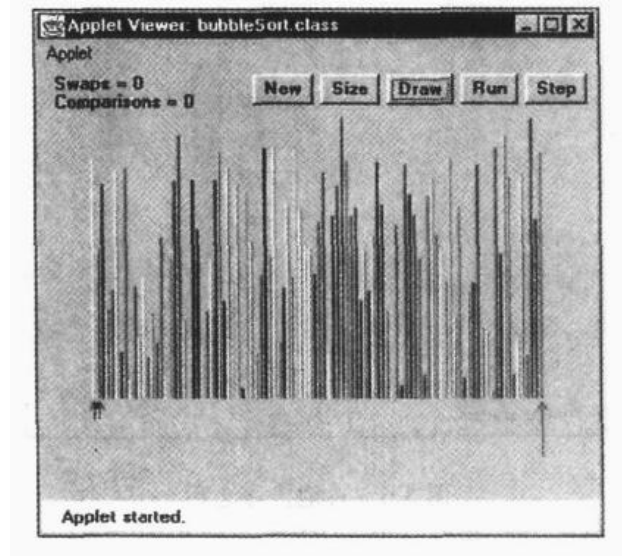 Applet Viewer: bubbleSort.class
Applet
Swaps = 0
Comparisons = 0
New Size Draw Run Step
Applet started.